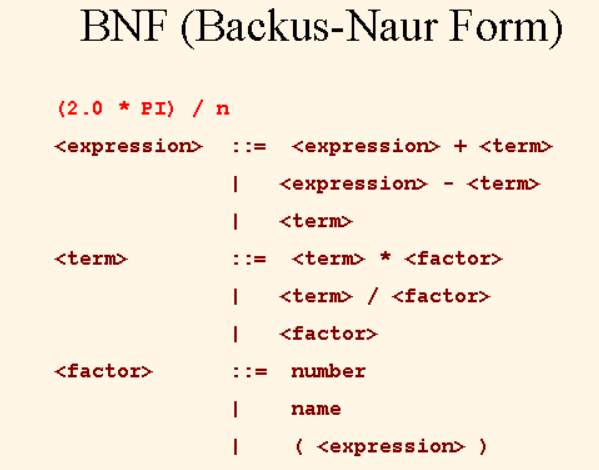 BNF (Backus-Naur Form)
(2.0 * PI) / n
<expression> ::= <expression> + <term>
| <expression> - <term>
| <term>
<term> ::= <term> * <factor>
| <term> / <factor>
| <factor>
<factor> ::= number
| name
| ( <expression> )